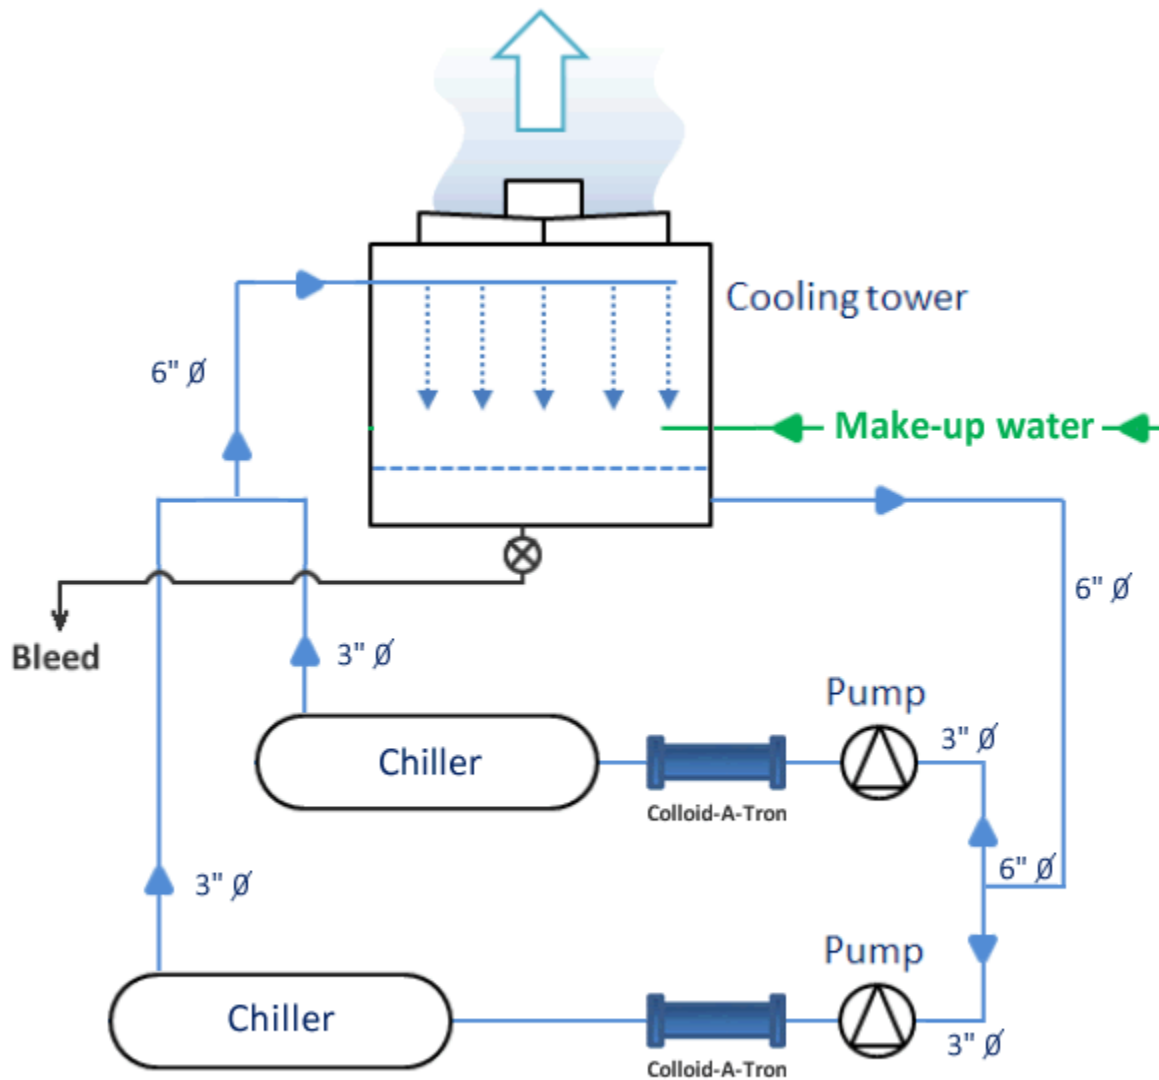 Cooling tower
6" Ø
Make-up water
6" Ø
Bleed
3" Ø
Pump
3" Ø
Chiller
Colloid-A-Tron
6" Ø
3" Ø
Pump
Chiller
3" Ø
Colloid-A-Tron